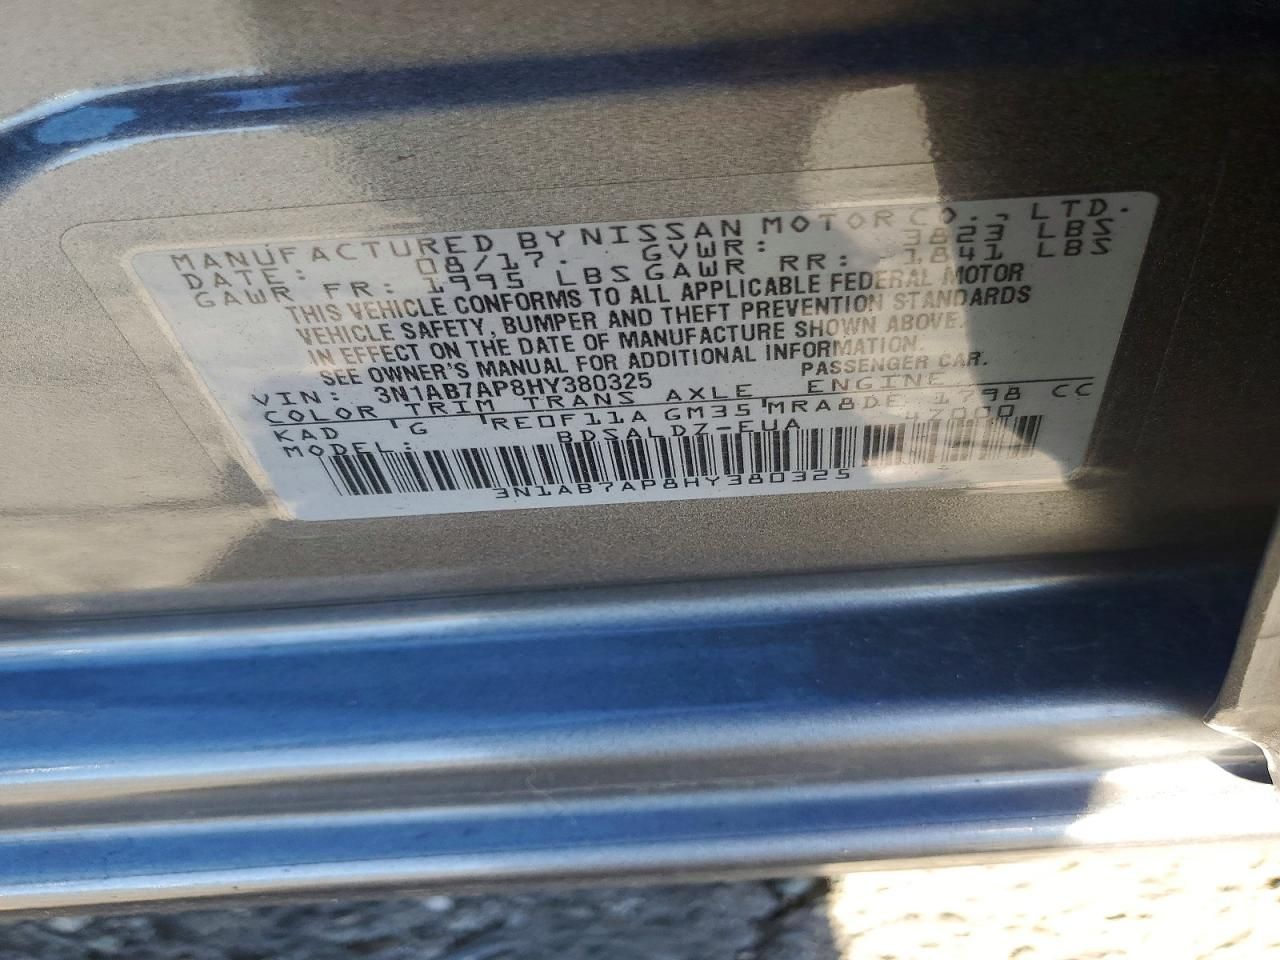 MANUFACTURED BY NISSAN MOTOR CO., LTD.
DATE: 08/17. GVWR: 3823 LBS
GAWR FR: 1995 LBS GAWR RR: 1841 LBS
THIS VEHICLE CONFORMS TO ALL APPLICABLE FEDERAL MOTOR
VEHICLE SAFETY, BUMPER AND THEFT PREVENTION STANDARDS
IN EFFECT ON THE DATE OF MANUFACTURE SHOWN ABOVE.
SEE OWNER'S MANUAL FOR ADDITIONAL INFORMATION.
VIN: 3N1AB7AP8HY380325 PASSENGER CAR.
COLOR TRIM TRANS AXLE ENGINE 1798 CC
KAD G RE0F11A GM35 MRA8DE 47000
MODEL: BDSALDZ-EUA
3N1AB7AP8HY380325